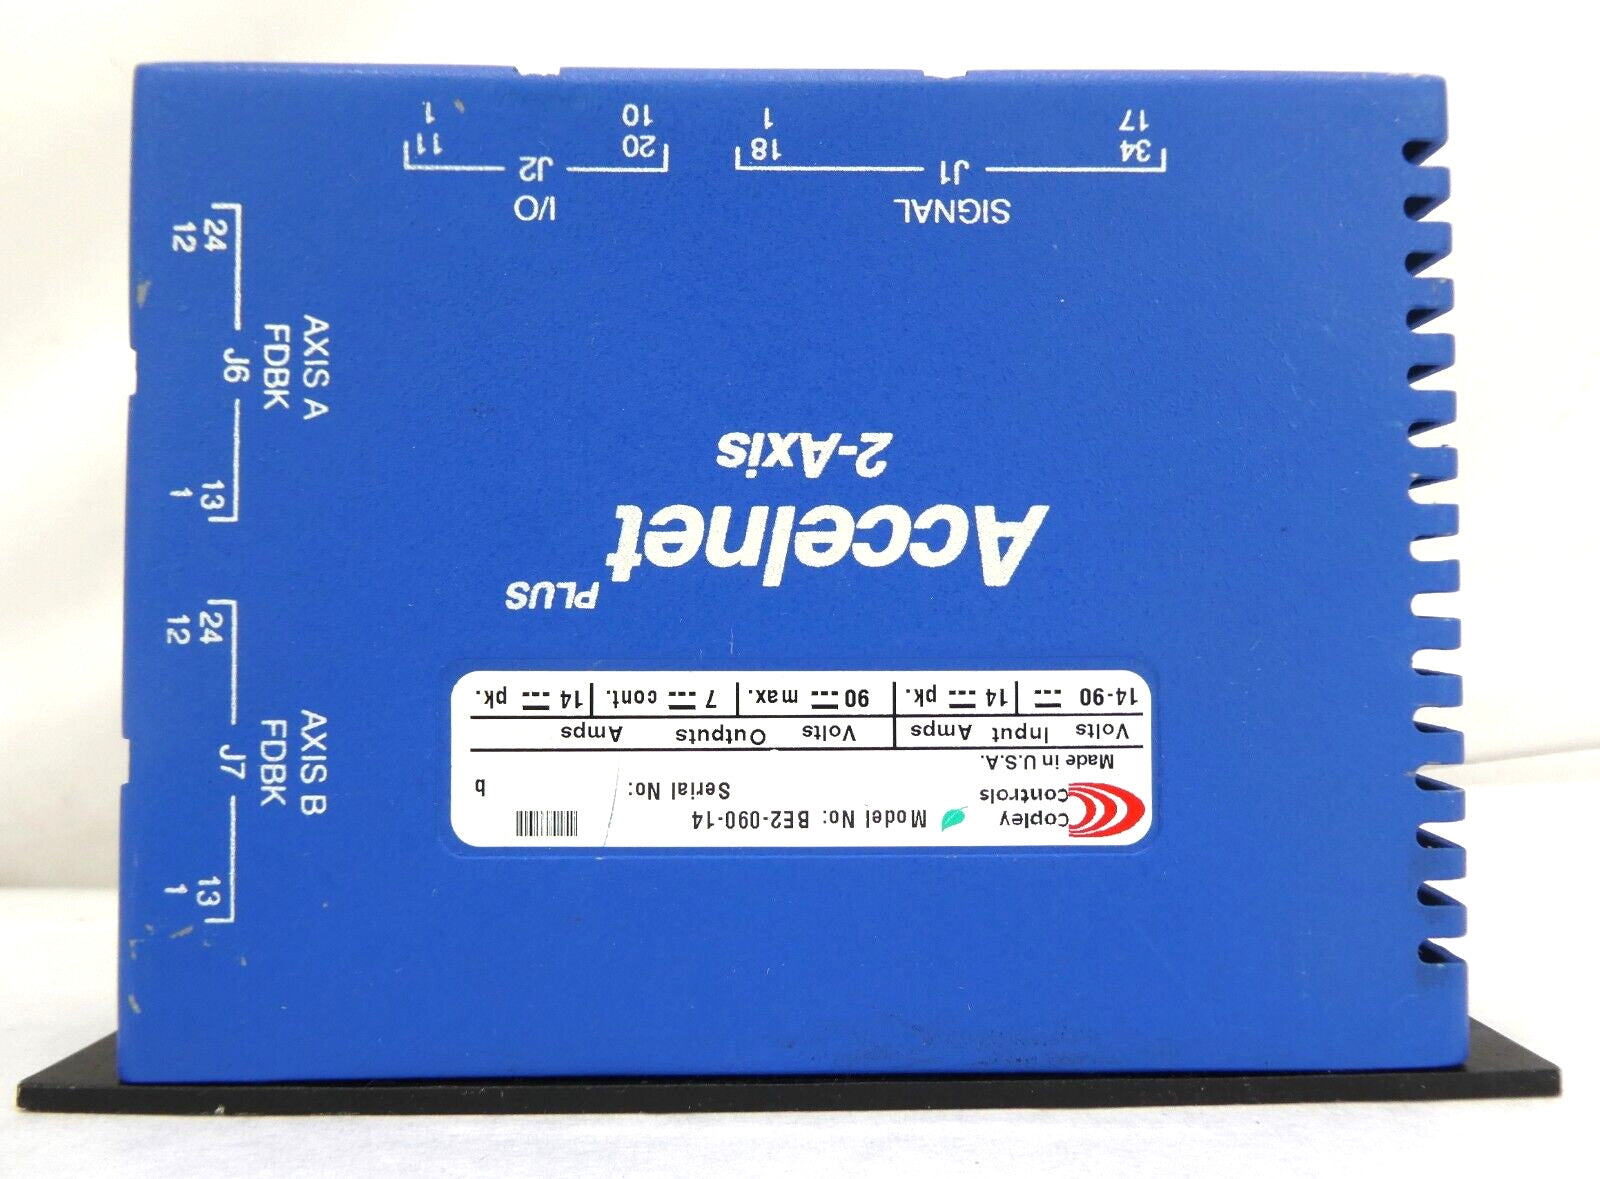 Copley
Controls
Made in U.S.A.
Model No: BE2-090-14
Serial No:
b
Volts Input Amps Volts Outputs Amps
14-90 14 pk. 90 max. 7 cont. 14 pk.
Accelnet PLUS
2-Axis
SIGNAL
J1
34 18
17 1
I/O
J2
20 11
10 1
AXIS B
FDBK
J7
13 24
1 12
AXIS A
FDBK
J6
13 24
1 12